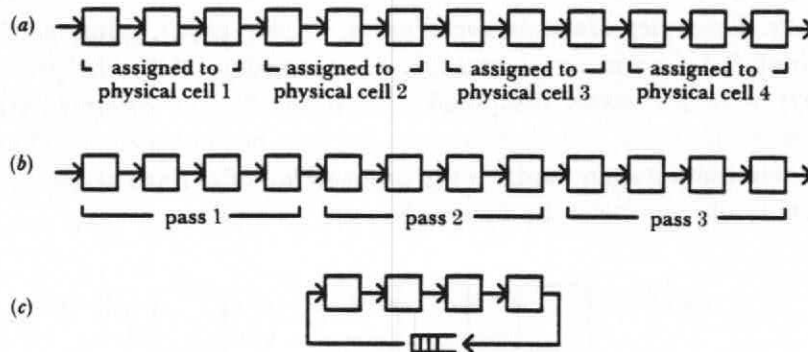 (a)
assigned to assigned to assigned to assigned to
physical cell 1 physical cell 2 physical cell 3 physical cell 4
(b)
pass 1 pass 2 pass 3
(c)